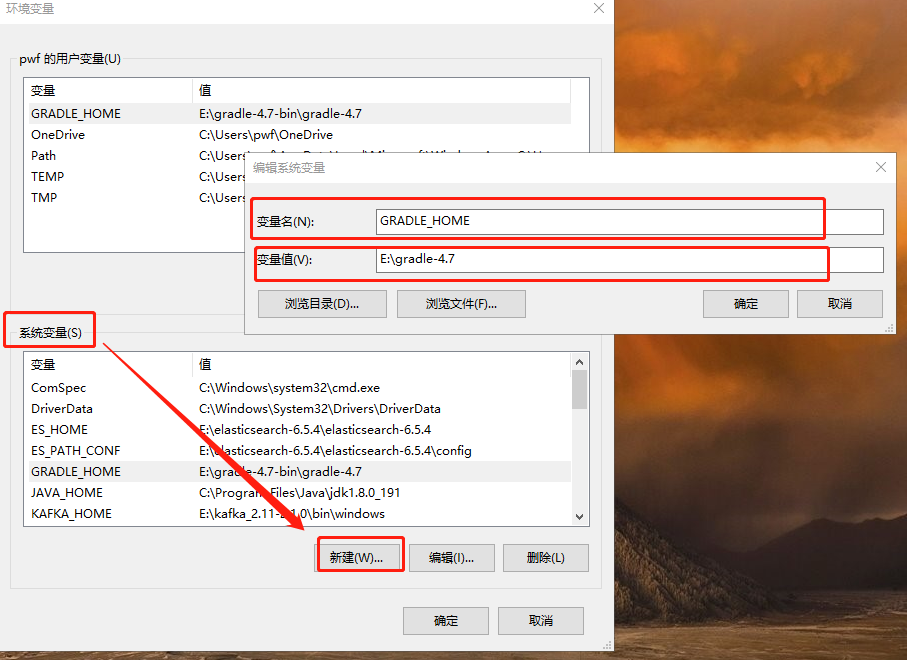 环境变量
pwf 的用户变量(U)
变量 值
GRADLE_HOME E:\gradle-4.7-bin\gradle-4.7
OneDrive C:\Users\pwf\OneDrive
Path C:\Users
TEMP C:\Users
TMP C:\Users
编辑系统变量
变量名(N): GRADLE_HOME
变量值(V): E:\gradle-4.7
浏览目录(D)... 浏览文件(F)... 确定 取消
系统变量(S)
变量 值
ComSpec C:\Windows\system32\cmd.exe
DriverData C:\Windows\System32\Drivers\DriverData
ES_HOME E:\elasticsearch-6.5.4\elasticsearch-6.5.4
ES_PATH_CONF E:\elasticsearch-6.5.4\elasticsearch-6.5.4\config
GRADLE_HOME E:\gradle-4.7-bin\gradle-4.7
JAVA_HOME C:\Program Files\Java\jdk1.8.0_191
KAFKA_HOME E:\kafka_2.11-2.1.0\bin\windows
新建(W)... 编辑(I)... 删除(L)
确定 取消